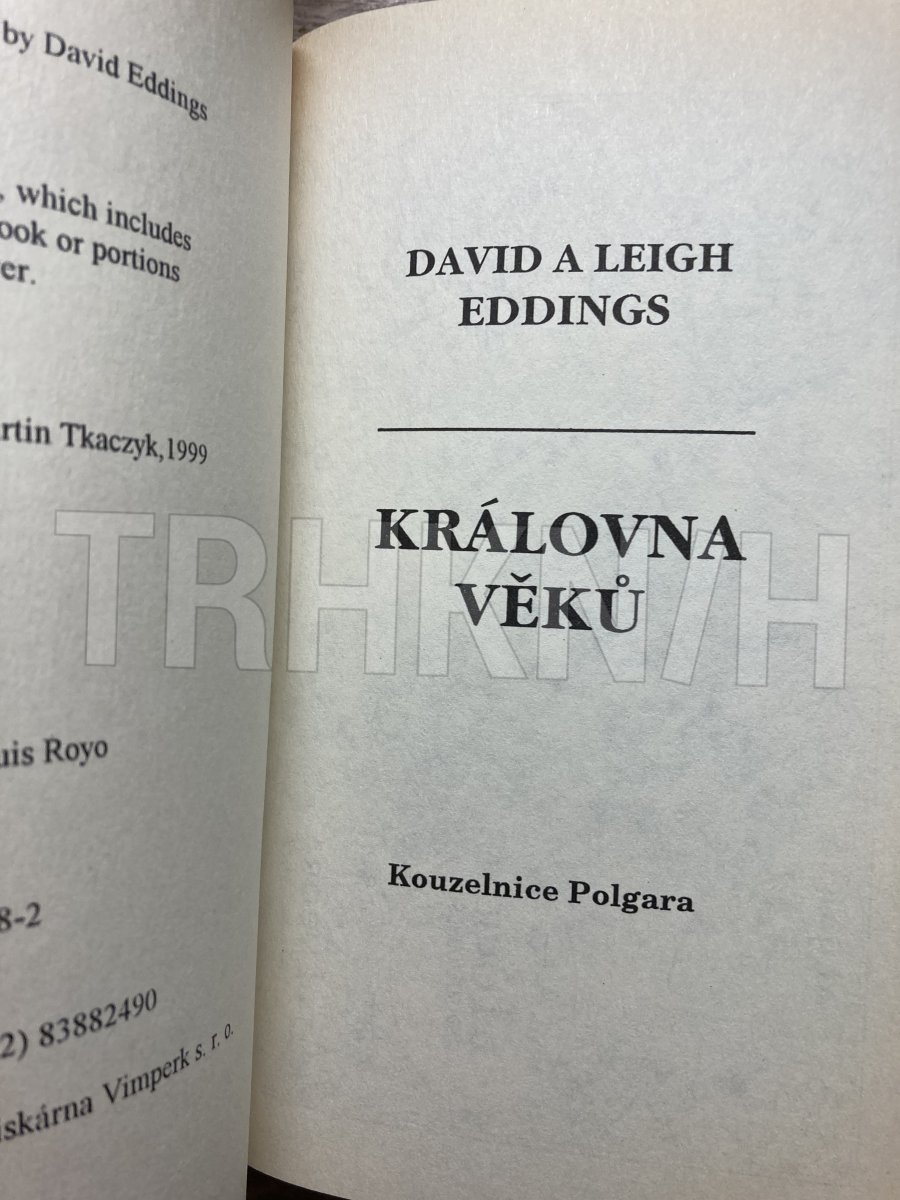 by David Eddings
, which includes
ook or portions
er.
rtin Tkaczyk,1999
uis Royo
8-2
2) 83882490
iskárna Vimperk s. r. o.
DAVID A LEIGH
EDDINGS
KRÁLOVNA
VĚKŮ
Kouzelnice Polgara
TRHKNIH